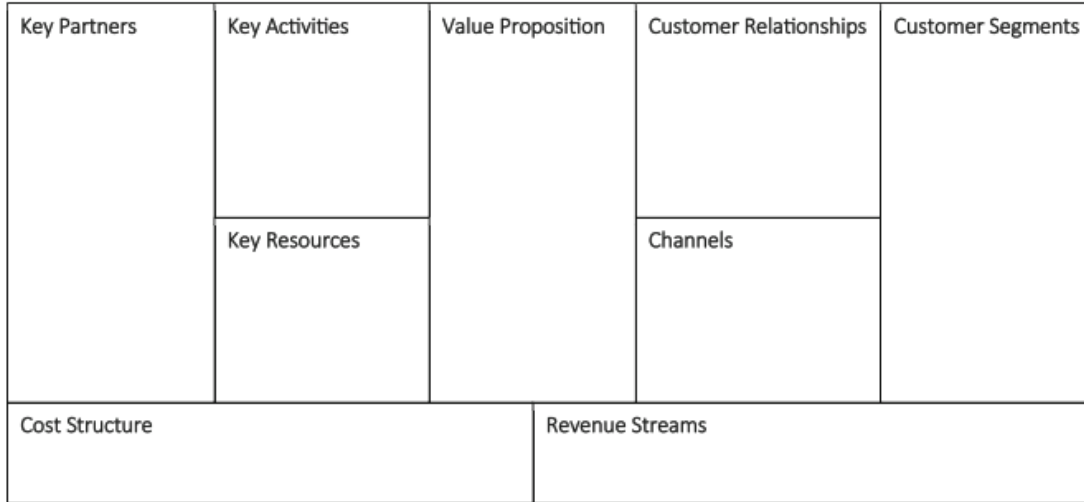 Key Partners
Key Activities
Value Proposition
Customer Relationships
Customer Segments
Key Resources
Channels
Cost Structure
Revenue Streams